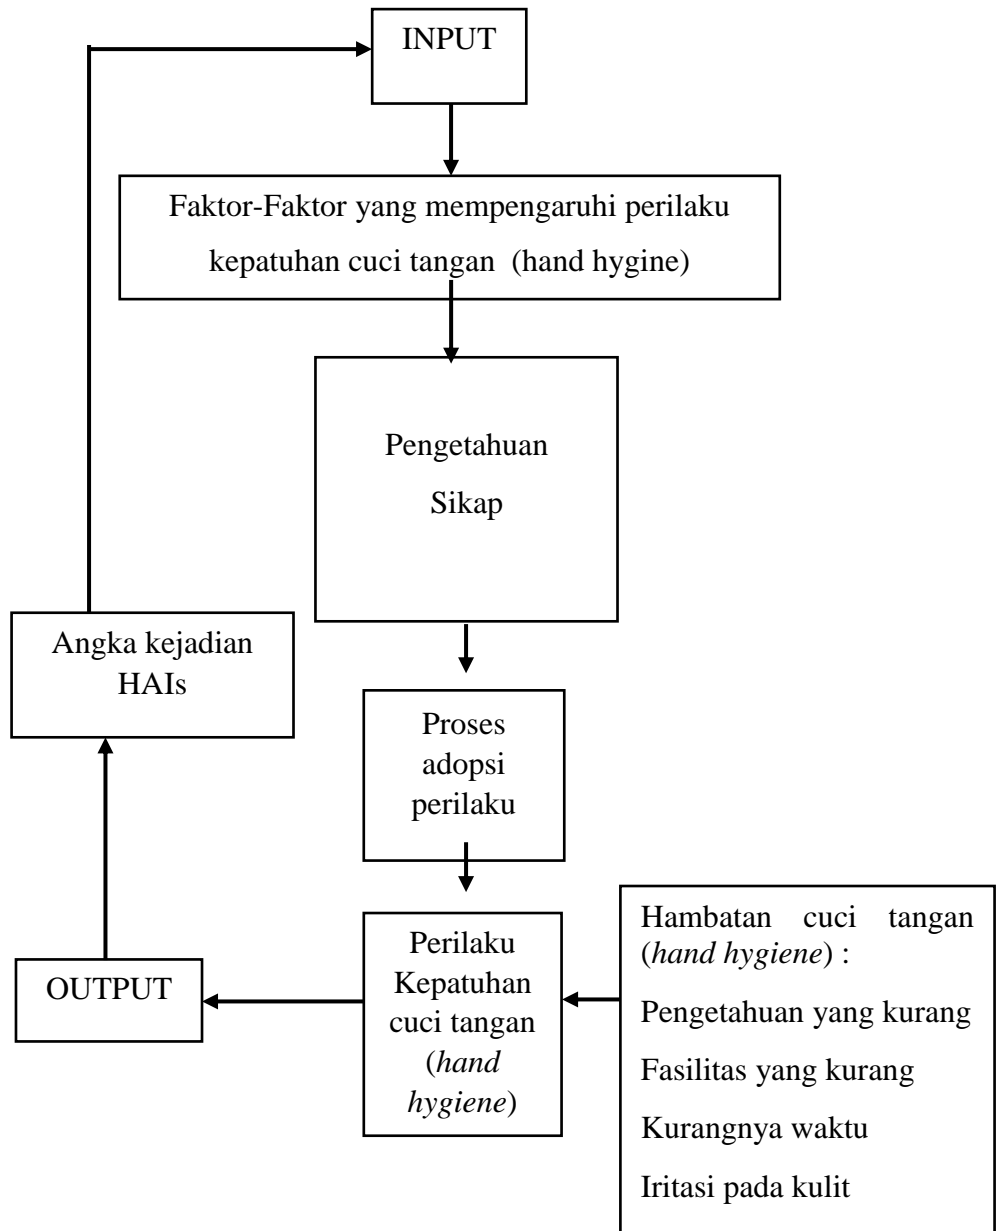 INPUT
Faktor-Faktor yang mempengaruhi perilaku
kepatuhan cuci tangan (hand hygine)
Pengetahuan
Sikap
Angka kejadian
HAIs
Proses
adopsi
perilaku
Perilaku
Kepatuhan
cuci tangan
(hand
hygiene)
OUTPUT
Hambatan cuci tangan
(hand hygiene) :
Pengetahuan yang kurang
Fasilitas yang kurang
Kurangnya waktu
Iritasi pada kulit